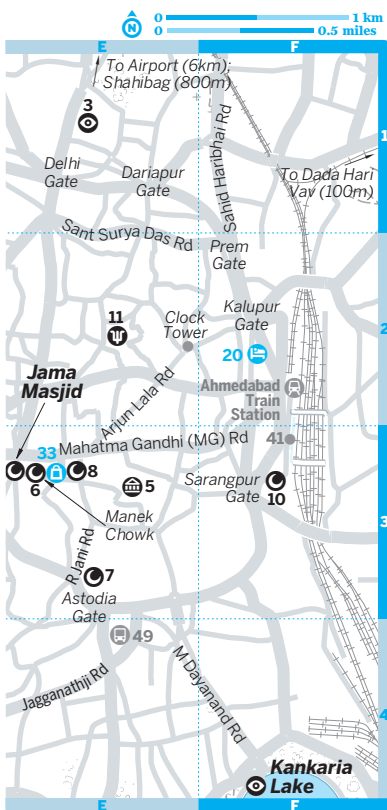 N
0 1 km
0 0.5 miles
E F
To Airport (6km);
Shahibag (800m)
3
1
Delhi
Gate
Dariapur
Gate
Sahid Haribhai Rd
To Dada Hari
Vav (100m)
Sant Surya Das Rd
Prem
Gate
11
Clock
Tower
Kalupur
Gate
2
20
Jama
Masjid
Arjun Lala Rd
Ahmedabad
Train
Station
33
Mahatma Gandhi (MG) Rd
41
6
8
5
Sarangpur
Gate
10
3
Manek
Chowk
R Jani Rd
7
Astodia
Gate
49
Jagganathji Rd
M Dayanand Rd
4
Kankaria
Lake
E F